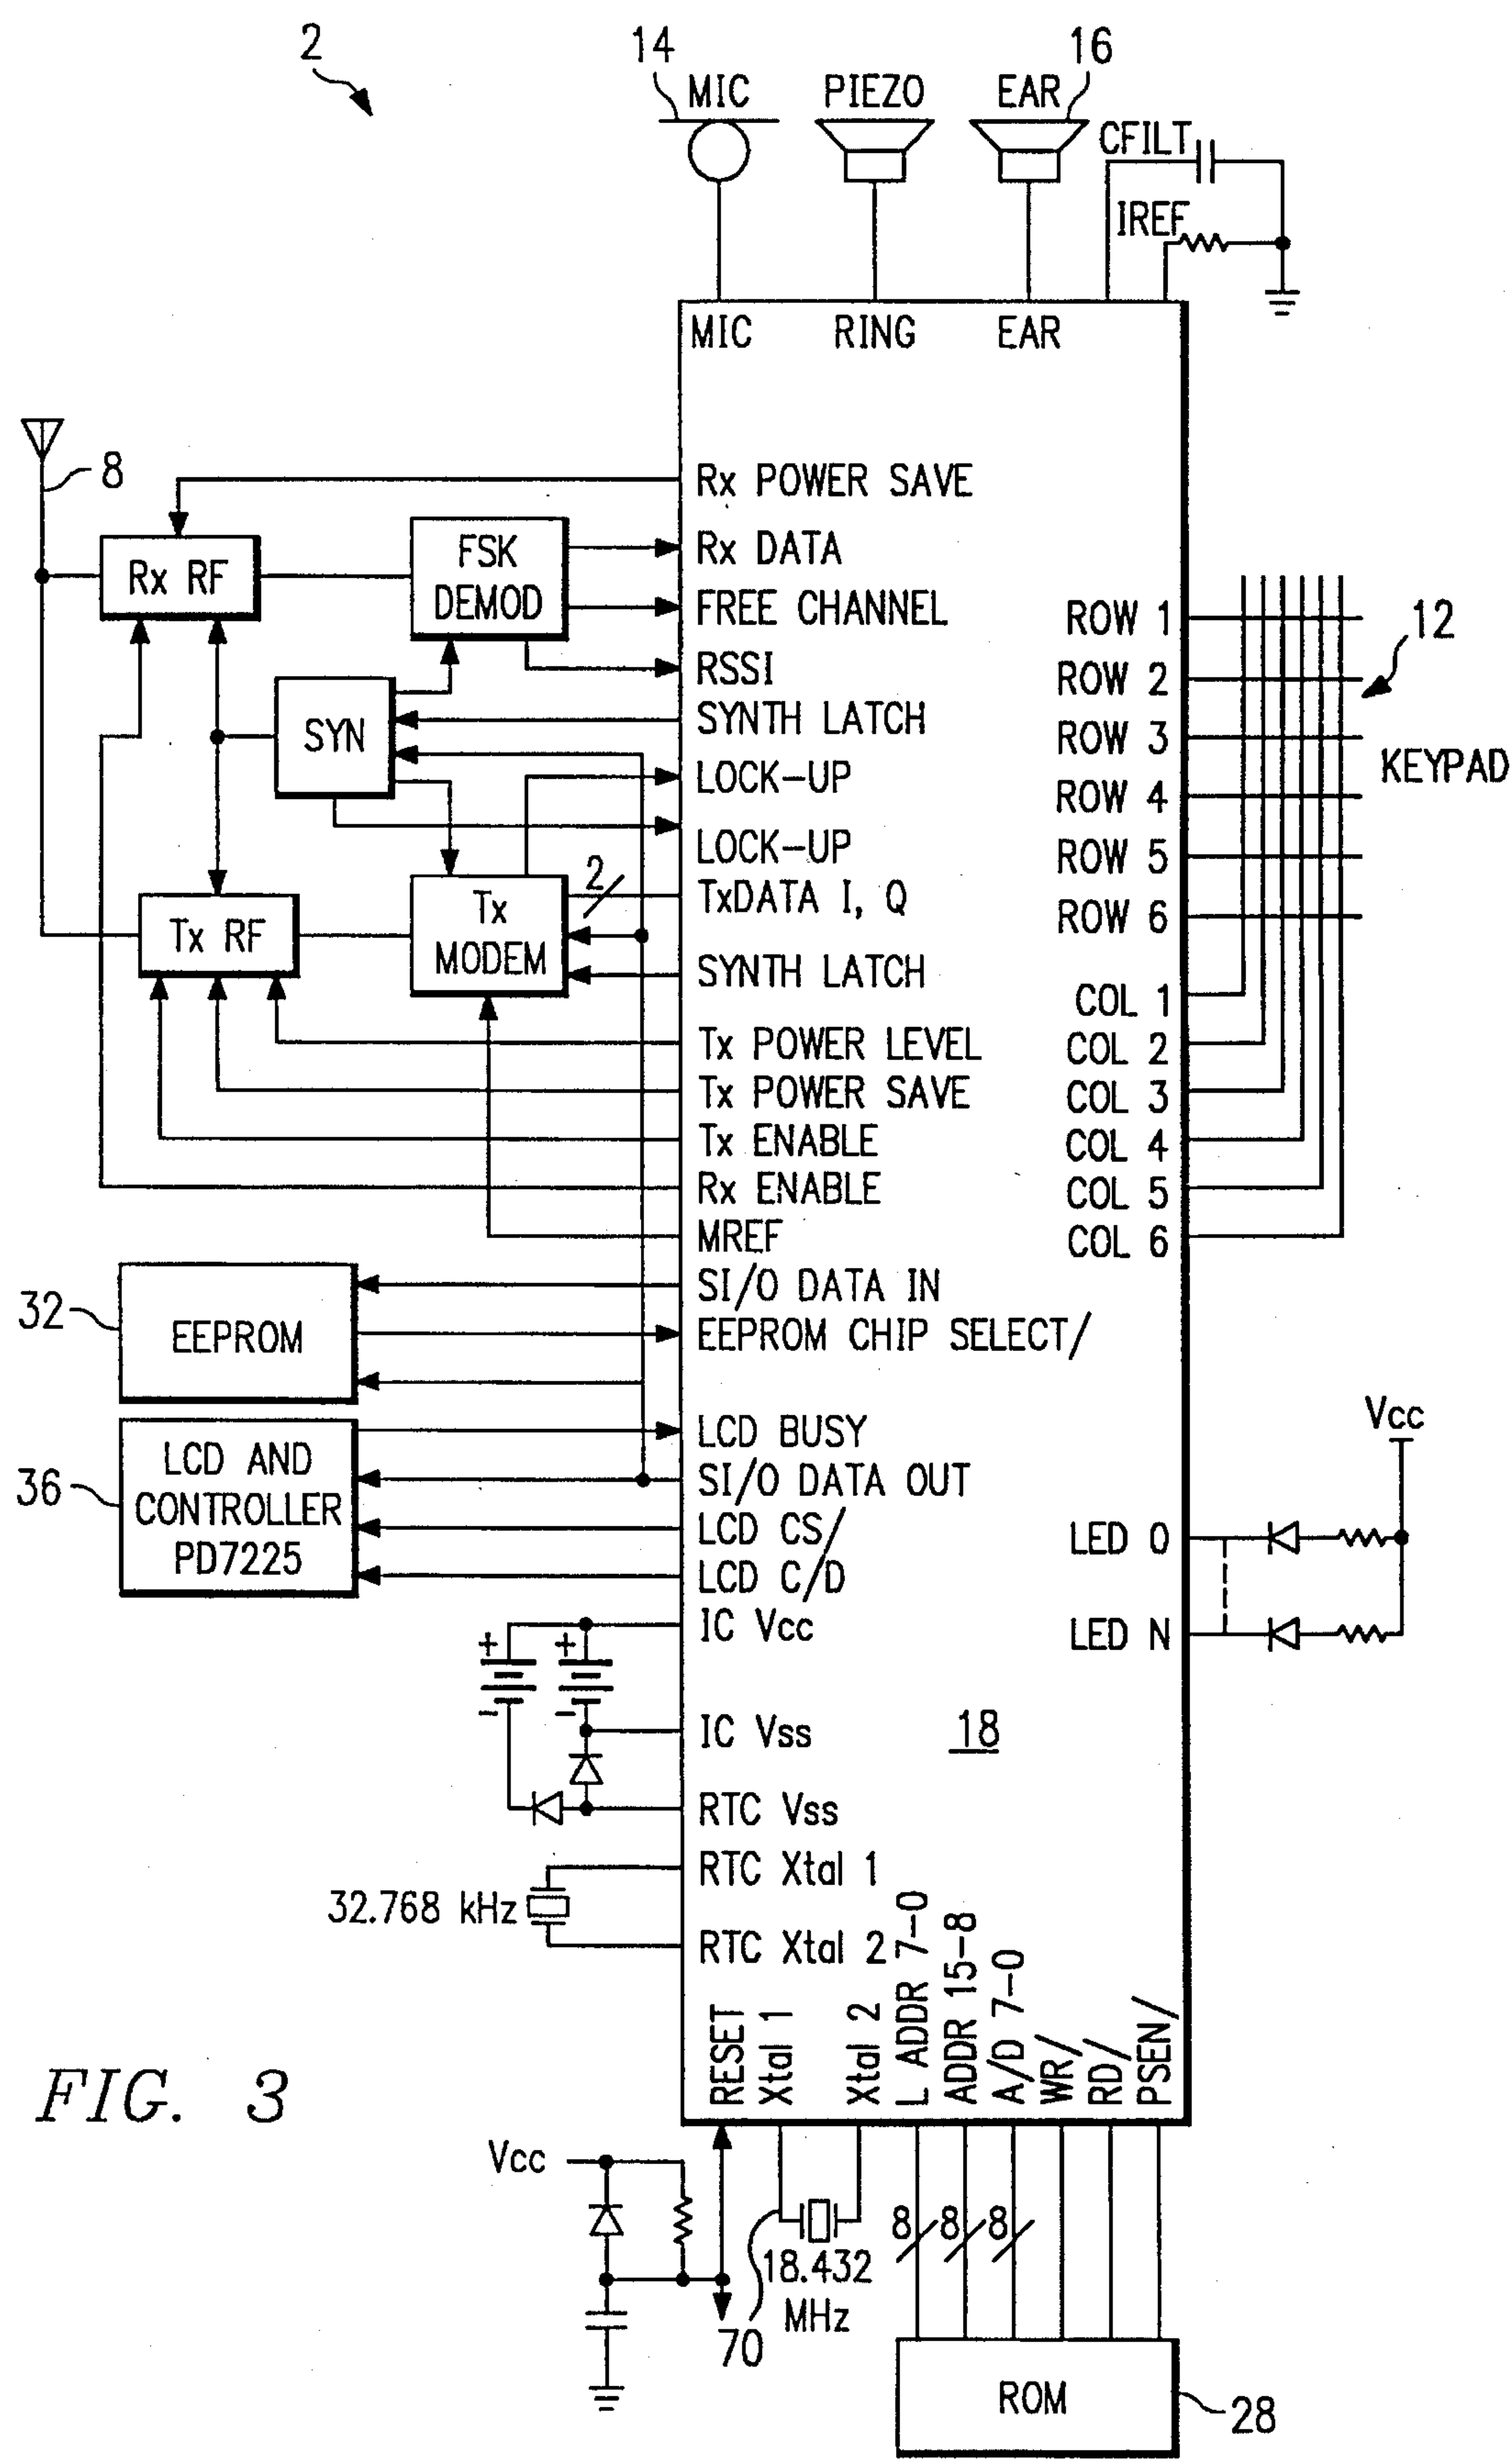 2
14
MIC
PIEZO
EAR
16
CFILT
IREF
MIC
RING
EAR
8
Rx RF
FSK
DEMOD
SYN
Tx RF
Tx
MODEM
2
Rx POWER SAVE
Rx DATA
FREE CHANNEL
RSSI
SYNTH LATCH
LOCK-UP
LOCK-UP
TxDATA I, Q
SYNTH LATCH
Tx POWER LEVEL
Tx POWER SAVE
Tx ENABLE
Rx ENABLE
MREF
SI/O DATA IN
EEPROM CHIP SELECT/
LCD BUSY
SI/O DATA OUT
LCD CS/
LCD C/D
IC Vcc
IC Vss
RTC Vss
RTC Xtal 1
RTC Xtal 2
ROW 1
ROW 2
ROW 3
ROW 4
ROW 5
ROW 6
COL 1
COL 2
COL 3
COL 4
COL 5
COL 6
12
KEYPAD
32
EEPROM
36
LCD AND
CONTROLLER
PD7225
+
+
-
-
32.768 kHz
Vcc
LED 0
LED N
18
RESET
Xtal 1
Xtal 2
L ADDR 7-0
ADDR 15-8
A/D 7-0
WR/
RD/
PSEN/
FIG. 3
Vcc
18.432
MHz
70
8
8
8
ROM
28